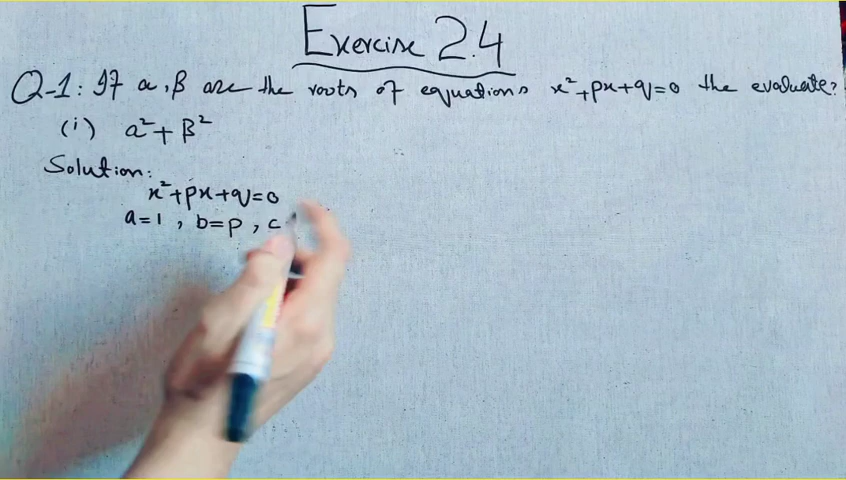 Exercise 2.4
Q-1: If α, β are the roots of equations x²+px+q=0 the evaluate?
(i) α²+β²
Solution:
x²+px+q=0
a=1, b=p, c